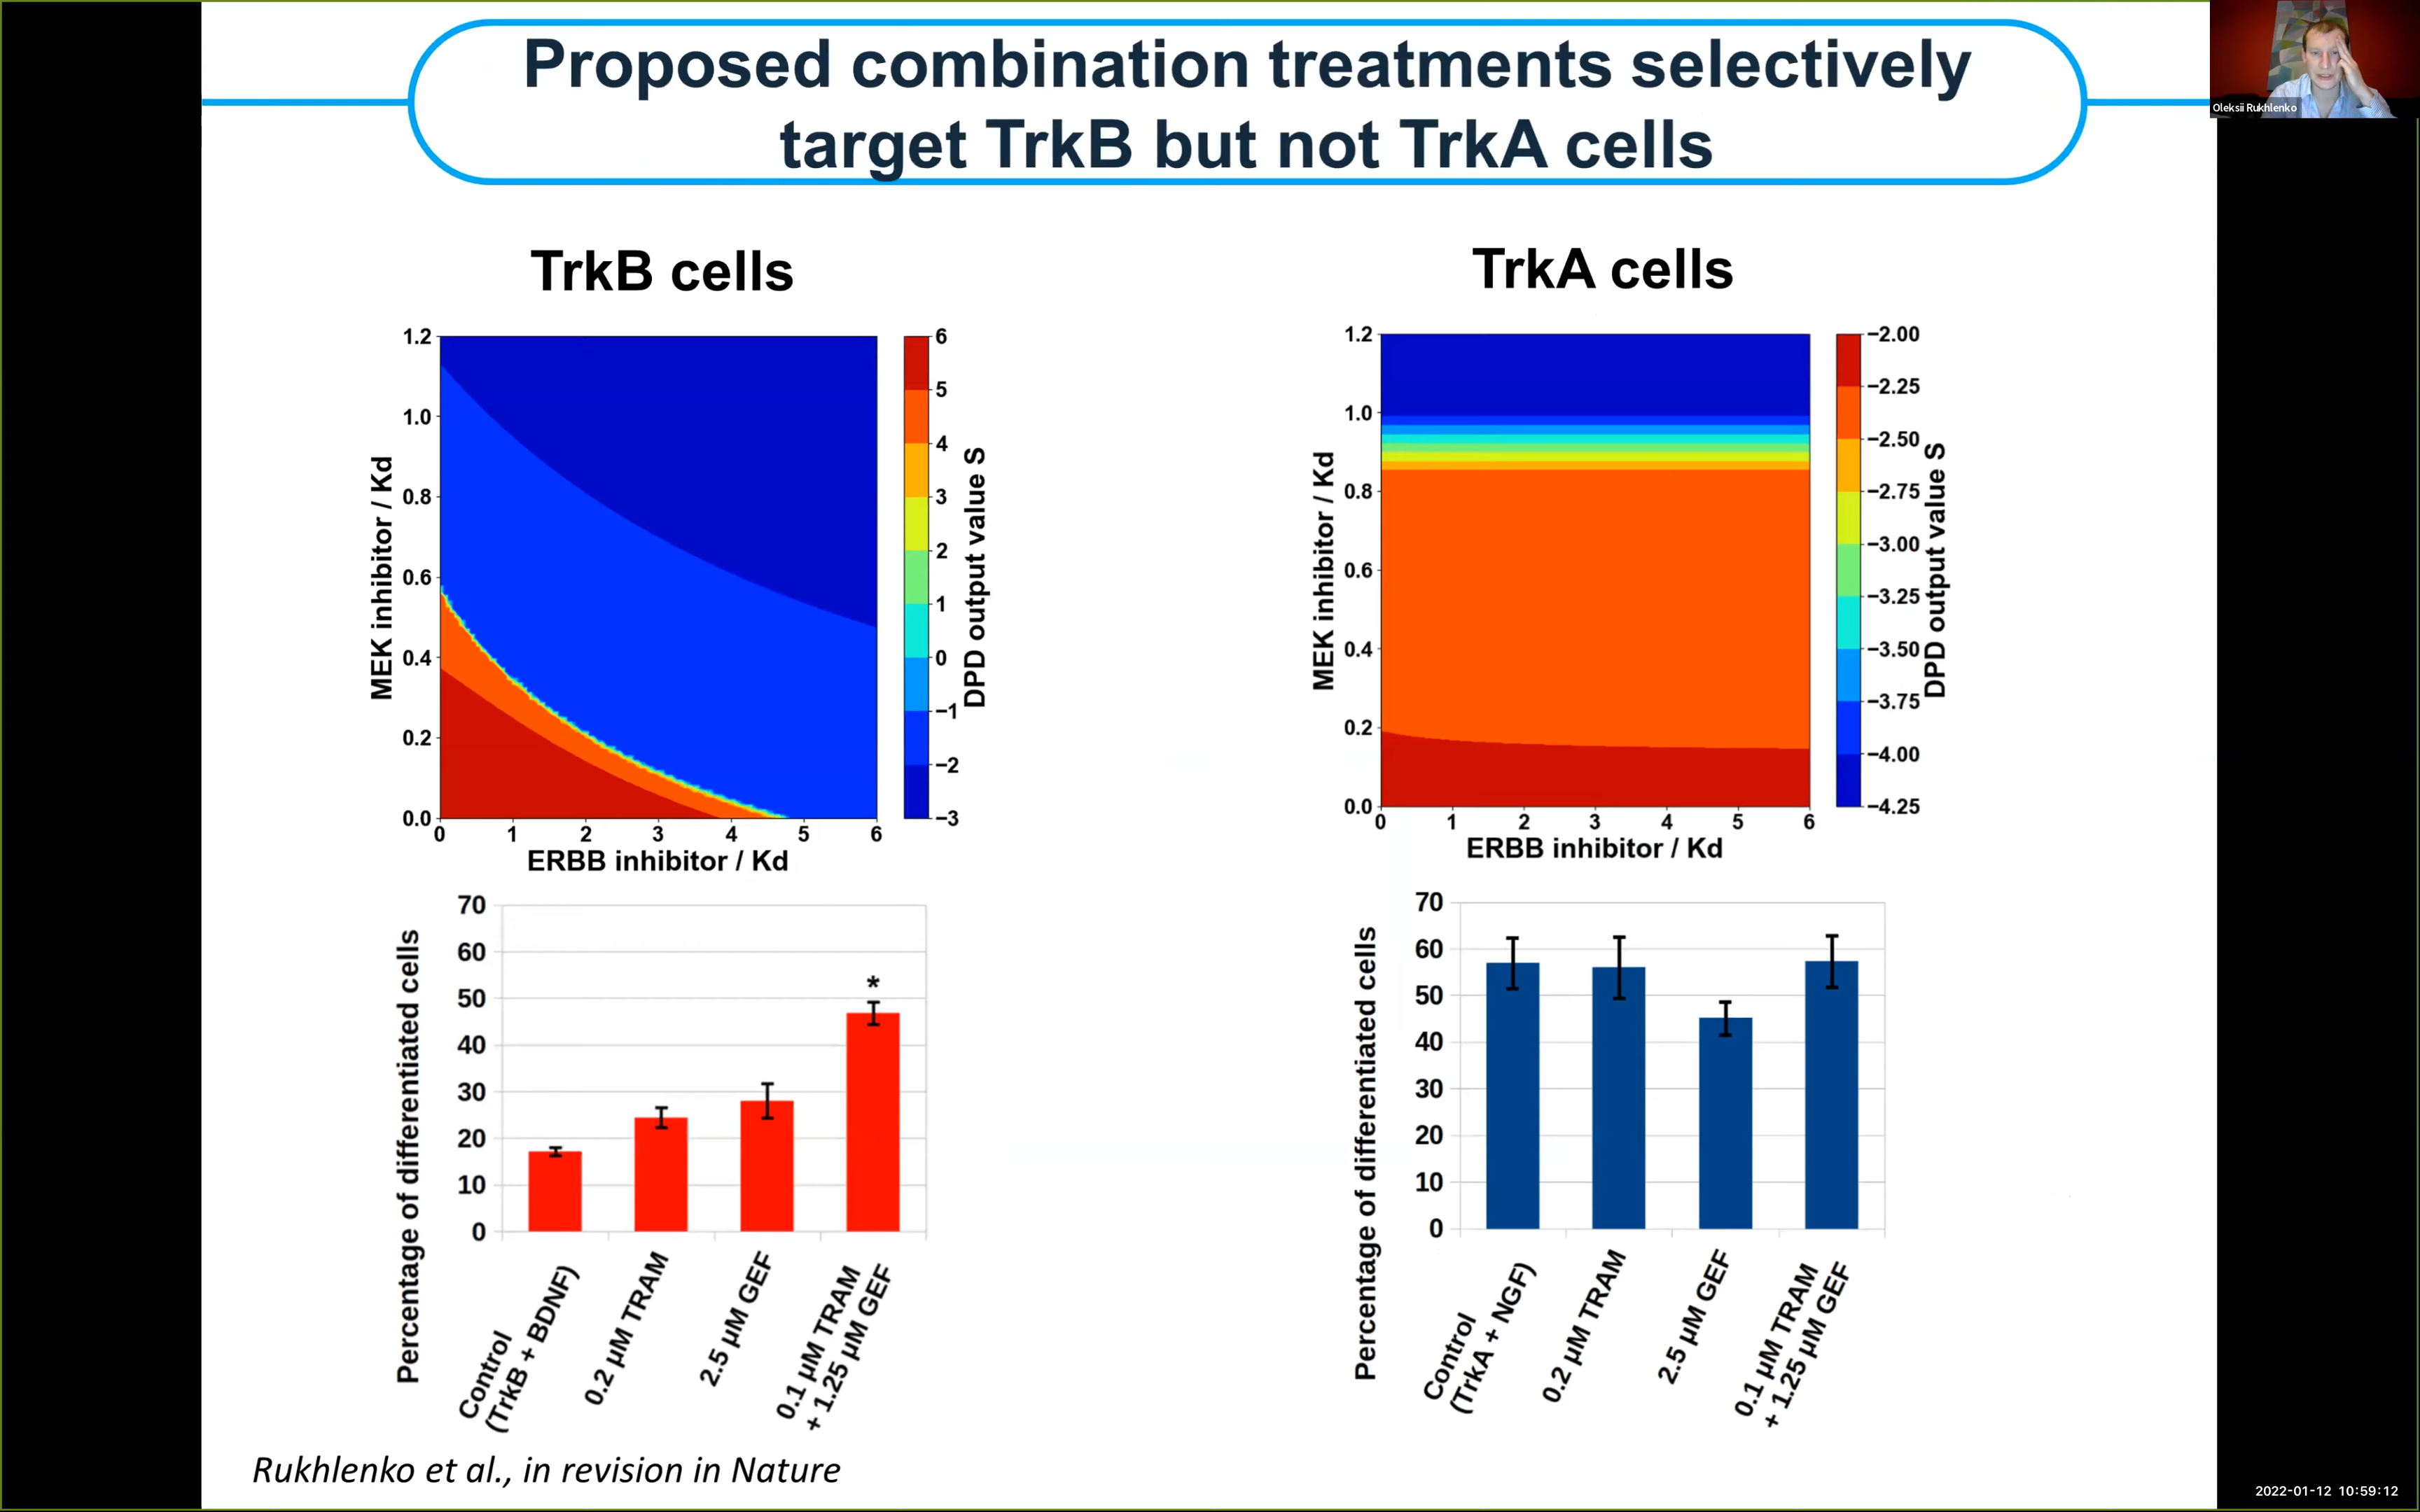 Proposed combination treatments selectively
target TrkB but not TrkA cells
Oleksii Rukhlenko
TrkB cells
1.2
1.0
0.8
0.6
0.4
0.2
0.0
MEK inhibitor / Kd
0 1 2 3 4 5 6
ERBB inhibitor / Kd
6
5
4
3
2
1
0
−1
−2
−3
DPD output value S
TrkA cells
1.2
1.0
0.8
0.6
0.4
0.2
0.0
MEK inhibitor / Kd
0 1 2 3 4 5 6
ERBB inhibitor / Kd
−2.00
−2.25
−2.50
−2.75
−3.00
−3.25
−3.50
−3.75
−4.00
−4.25
DPD output value S
70
60
50
40
30
20
10
0
Percentage of differentiated cells
*
Control
(TrkB + BDNF)
0.2 µM TRAM
2.5 µM GEF
0.1 µM TRAM
+ 1.25 µM GEF
70
60
50
40
30
20
10
0
Percentage of differentiated cells
Control
(TrkA + NGF)
0.2 µM TRAM
2.5 µM GEF
0.1 µM TRAM
+ 1.25 µM GEF
Rukhlenko et al., in revision in Nature
2022-01-12 10:59:12